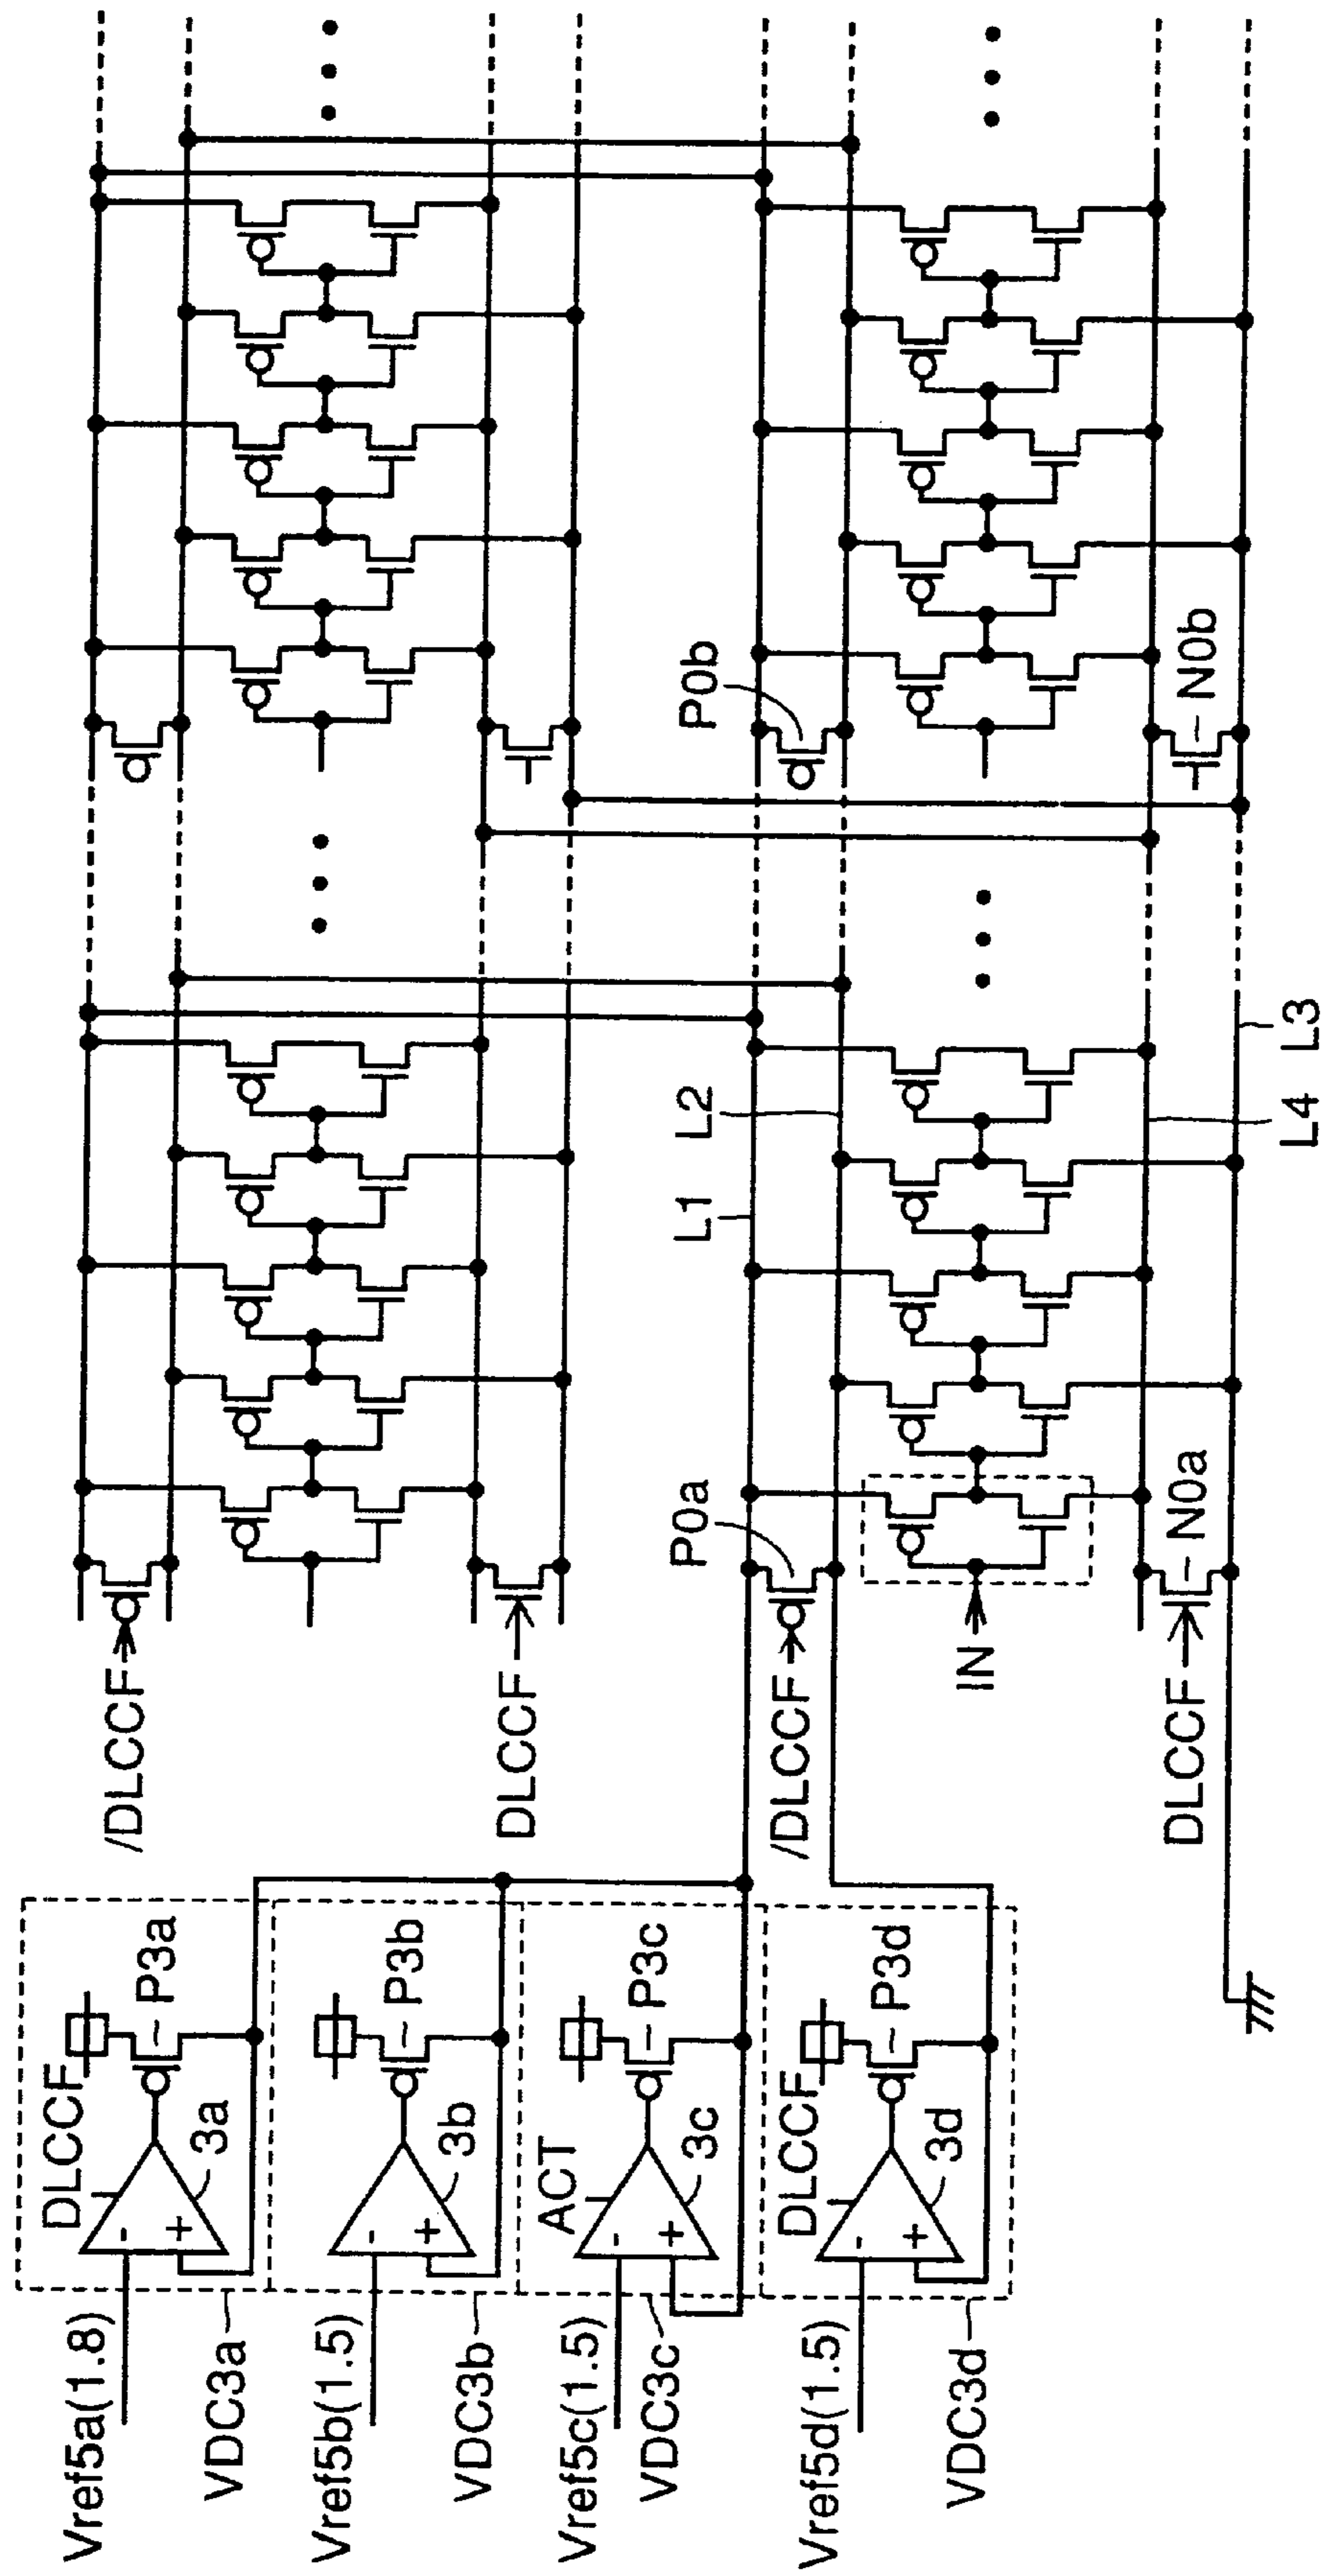 Vref5a(1.8)
VDC3a
DLCCF
3a
P3a
Vref5b(1.5)
VDC3b
3b
P3b
Vref5c(1.5)
VDC3c
ACT
3c
P3c
Vref5d(1.5)
VDC3d
DLCCF
3d
P3d
/DLCCF
DLCCF
/DLCCF
P0a
IN
DLCCF
N0a
L1
L2
L4
L3
P0b
N0b
- +
- +
- +
- +